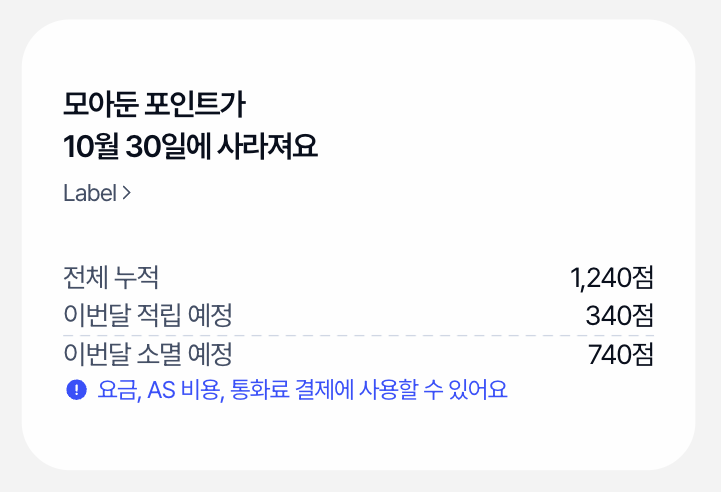 모아둔 포인트가
10월 30일에 사라져요
Label >
전체 누적 1,240점
이번달 적립 예정 340점
이번달 소멸 예정 740점
요금, AS 비용, 통화료 결제에 사용할 수 있어요